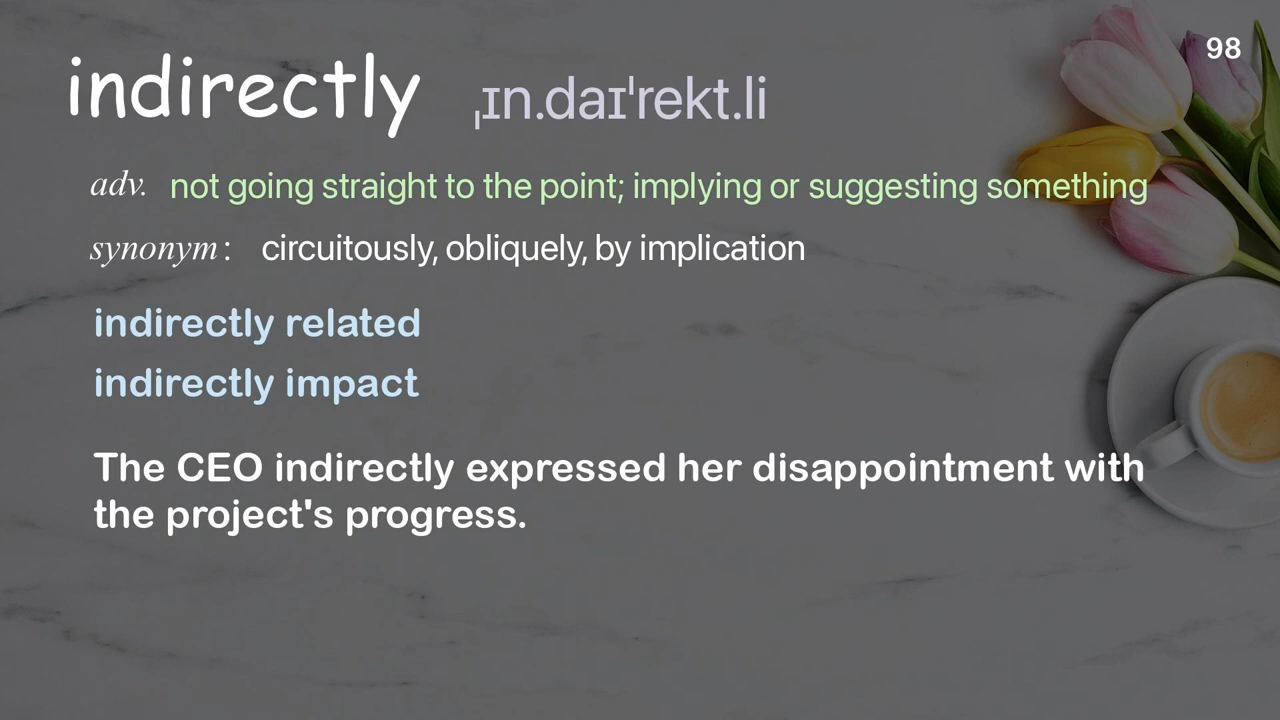 98
indirectly ˌɪn.daɪˈrekt.li
adv. not going straight to the point; implying or suggesting something
synonym: circuitously, obliquely, by implication
indirectly related
indirectly impact
The CEO indirectly expressed her disappointment with
the project's progress.